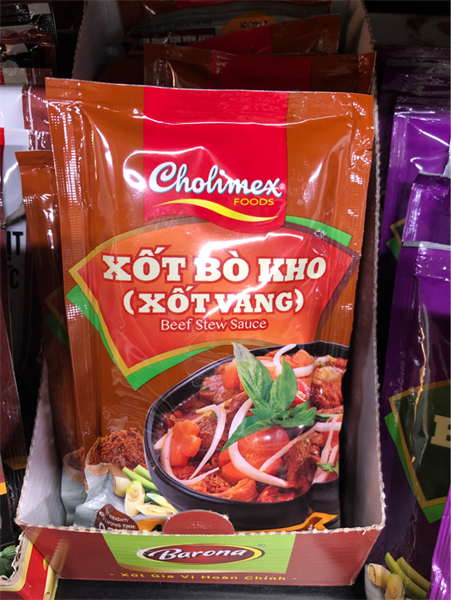 Cholimex®
FOODS
XỐT BÒ KHO
(XỐT VANG)
Beef Stew Sauce
Barona
- Xốt Gia Vị Hoàn Chỉnh -